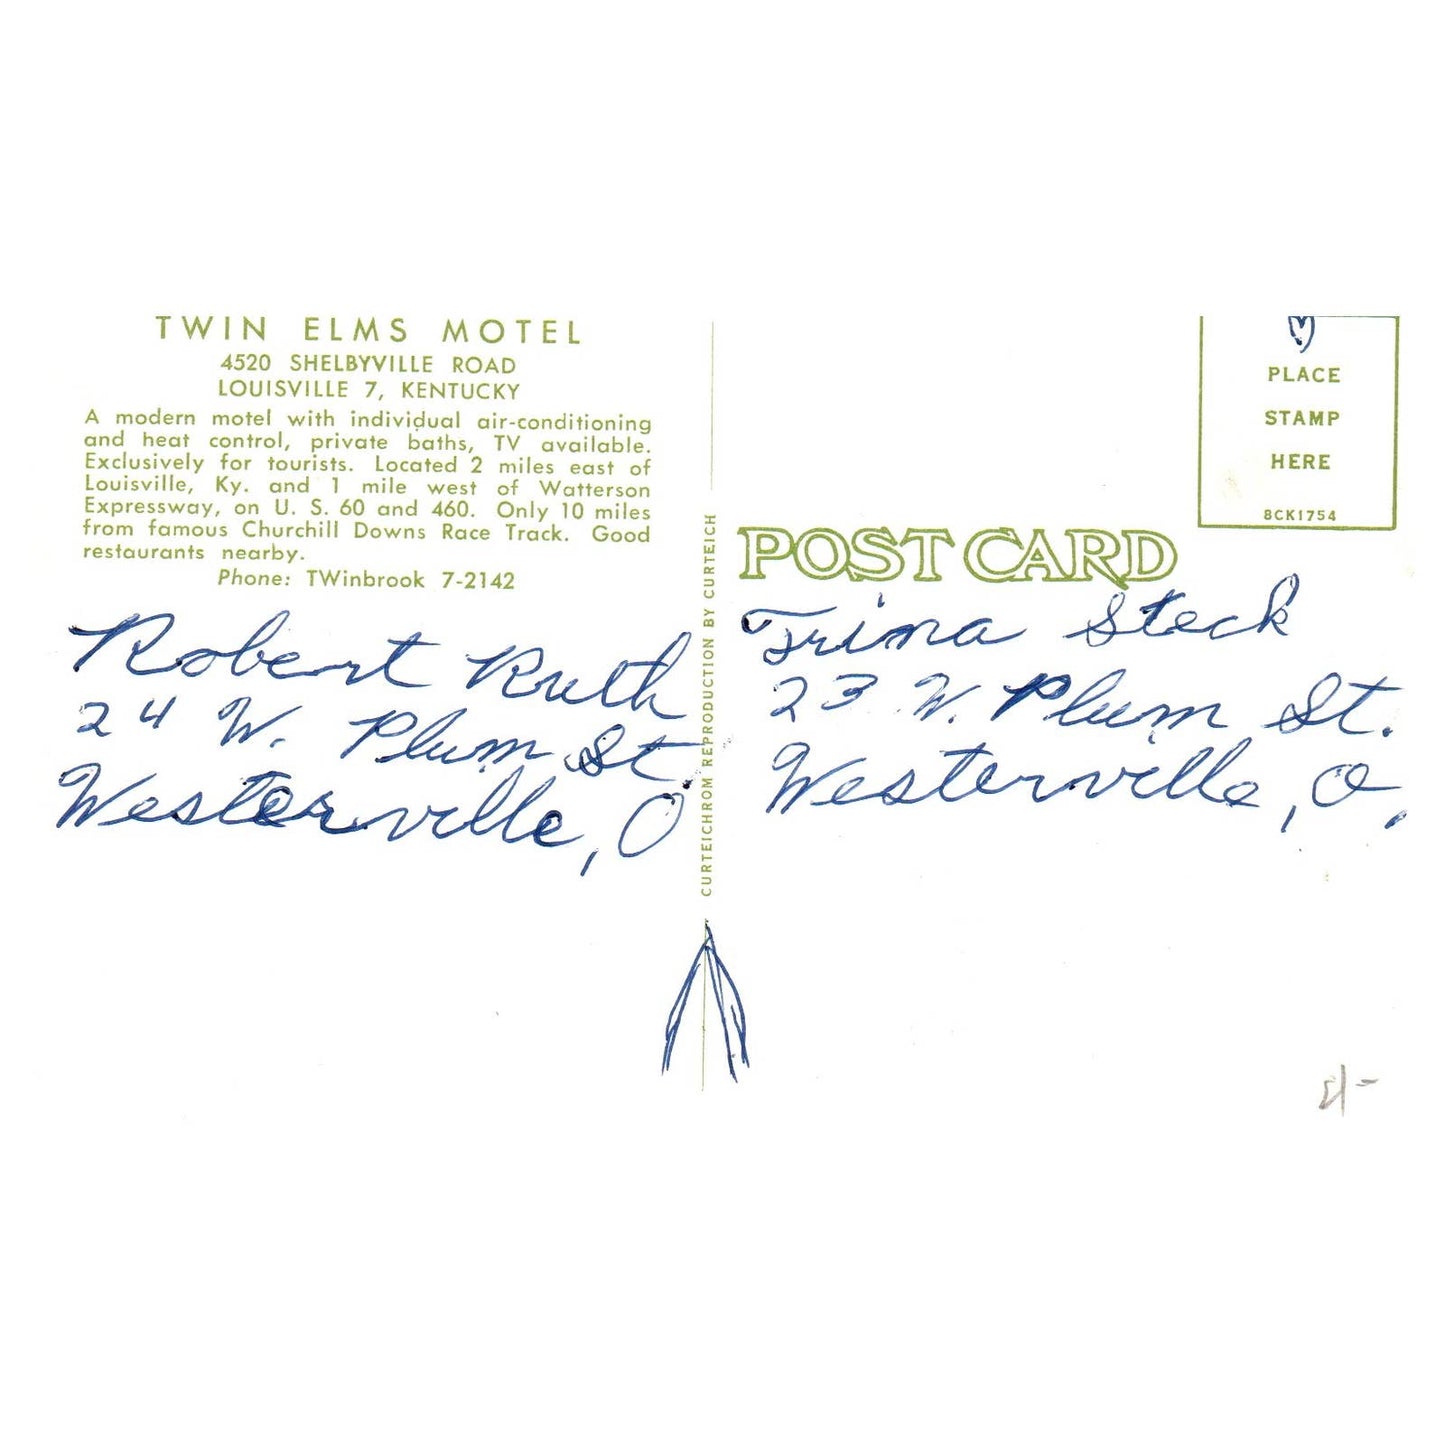 TWIN ELMS MOTEL
4520 SHELBYVILLE ROAD
LOUISVILLE 7, KENTUCKY
A modern motel with individual air-conditioning
and heat control, private baths, TV available.
Exclusively for tourists. Located 2 miles east of
Louisville, Ky. and 1 mile west of Watterson
Expressway, on U. S. 60 and 460. Only 10 miles
from famous Churchill Downs Race Track. Good
restaurants nearby.
Phone: TWinbrook 7-2142
Robert Ruth
24 W. Plum St.
Westerville, O
CURTEICHROM REPRODUCTION BY CURTEICH
PLACE
STAMP
HERE
8CK1754
POST CARD
Trina Steck
23 W. Plum St.
Westerville, O.